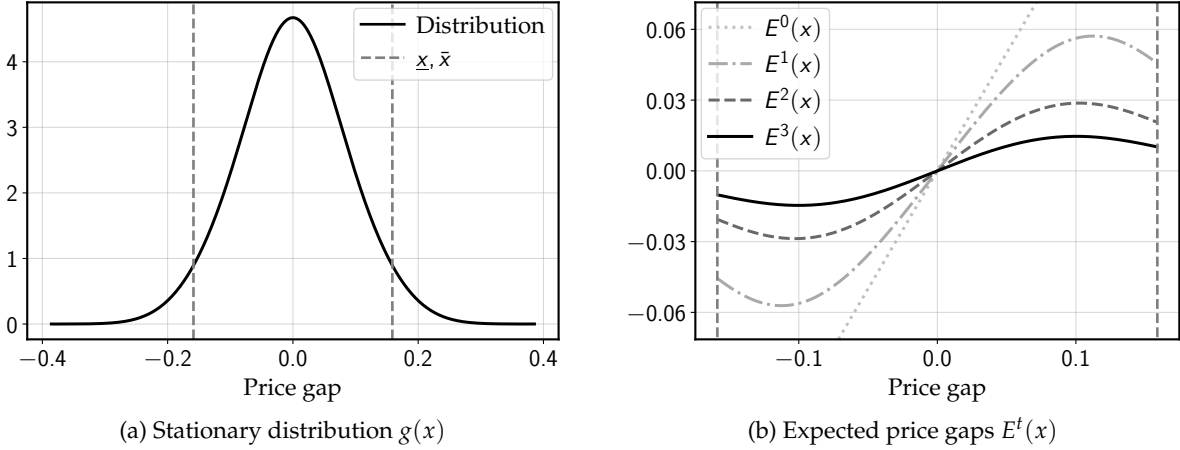 4
3
2
1
0
−0.4
−0.2
0.0
0.2
0.4
Price gap
Distribution
x̲, x̄
(a) Stationary distribution g(x)
0.06
0.03
0.00
−0.03
−0.06
−0.1
0.0
0.1
Price gap
E⁰(x)
E¹(x)
E²(x)
E³(x)
(b) Expected price gaps Eᵗ(x)